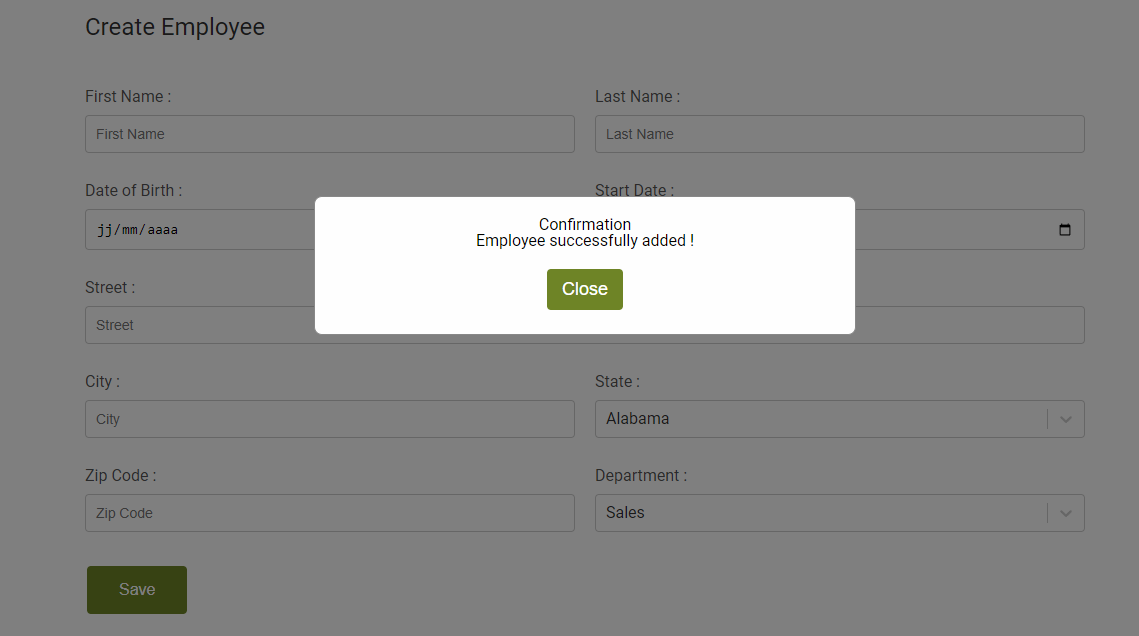 Create Employee
First Name : Last Name :
First Name Last Name
Date of Birth : Start Date :
jj/mm/aaaa
Confirmation
Employee successfully added !
Close
Street :
Street
City : State :
City Alabama
Zip Code : Department :
Zip Code Sales
Save